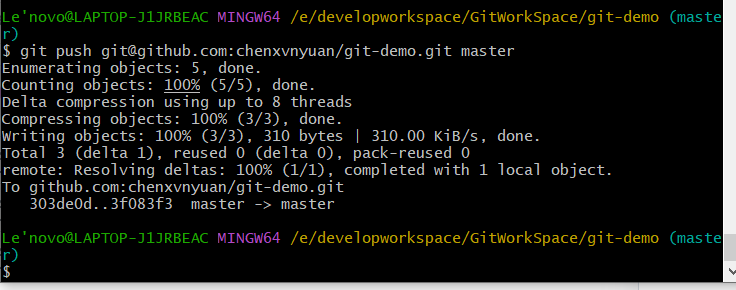 Le'novo@LAPTOP-J1JRBEAC MINGW64 /e/developworkspace/GitWorkSpace/git-demo (maste
r)
$ git push git@github.com:chenxvnyuan/git-demo.git master
Enumerating objects: 5, done.
Counting objects: 100% (5/5), done.
Delta compression using up to 8 threads
Compressing objects: 100% (3/3), done.
Writing objects: 100% (3/3), 310 bytes | 310.00 KiB/s, done.
Total 3 (delta 1), reused 0 (delta 0), pack-reused 0
remote: Resolving deltas: 100% (1/1), completed with 1 local object.
To github.com:chenxvnyuan/git-demo.git
   303de0d..3f083f3  master -> master
Le'novo@LAPTOP-J1JRBEAC MINGW64 /e/developworkspace/GitWorkSpace/git-demo (maste
r)
$